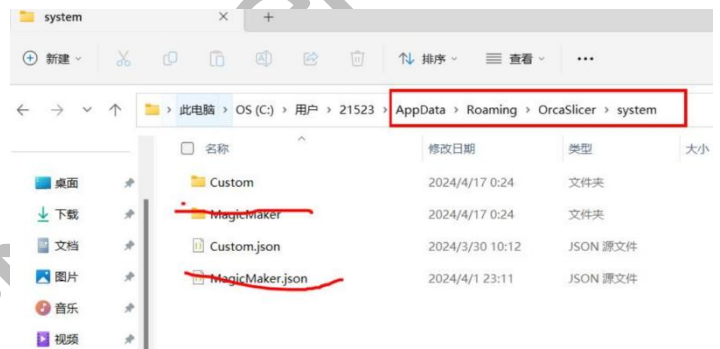 system
新建 排序 查看
此电脑 > OS (C:) > 用户 > 21523 > AppData > Roaming > OrcaSlicer > system
名称 修改日期 类型 大小
桌面 Custom 2024/4/17 0:24 文件夹
下载 MagicMaker 2024/4/17 0:24 文件夹
文档 Custom.json 2024/3/30 10:12 JSON 源文件
图片 MagicMaker.json 2024/4/1 23:11 JSON 源文件
音乐
视频